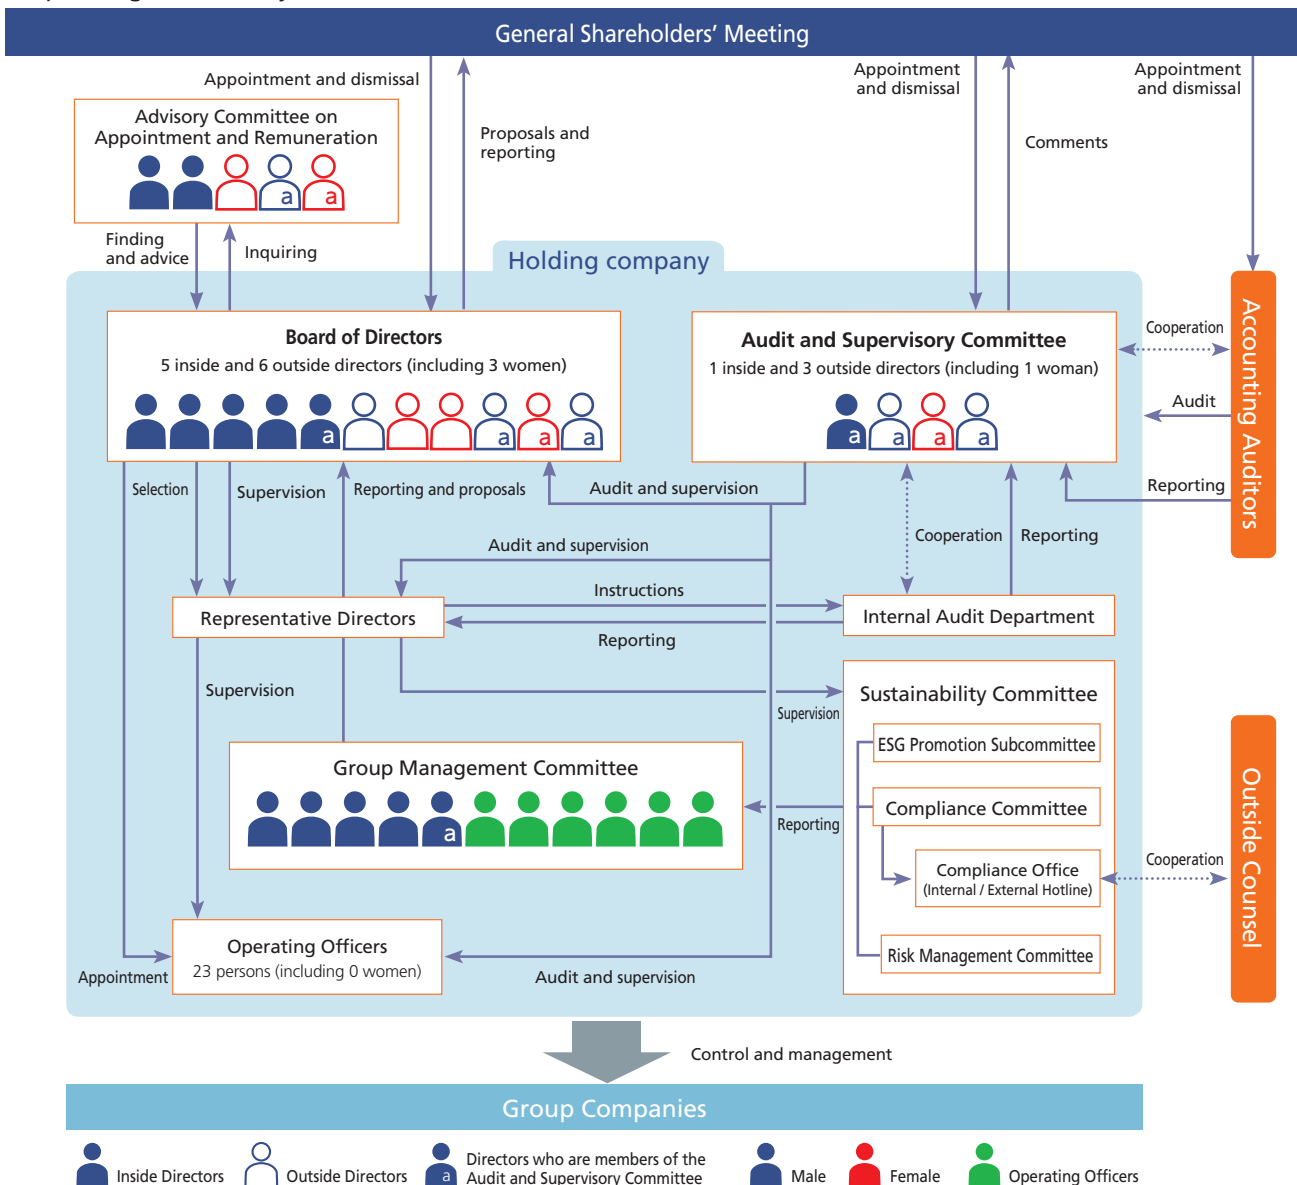 General Shareholders' Meeting
Appointment and dismissal
Proposals and
reporting
Appointment
and dismissal
Comments
Appointment
and dismissal
Advisory Committee on
Appointment and Remuneration
a
a
Finding
and advice
Inquiring
Holding company
Board of Directors
5 inside and 6 outside directors (including 3 women)
a
a
a
a
Audit and Supervisory Committee
1 inside and 3 outside directors (including 1 woman)
a
a
a
a
Cooperation
Audit
Reporting
Accounting Auditors
Selection
Supervision
Reporting and proposals
Audit and supervision
Audit and supervision
Cooperation
Reporting
Representative Directors
Instructions
Reporting
Internal Audit Department
Supervision
Supervision
Sustainability Committee
ESG Promotion Subcommittee
Compliance Committee
Compliance Office
(Internal / External Hotline)
Risk Management Committee
Group Management Committee
a
Reporting
Cooperation
Outside Counsel
Operating Officers
23 persons (including 0 women)
Appointment
Audit and supervision
Control and management
Group Companies
Inside Directors
Outside Directors
a
Directors who are members of the
Audit and Supervisory Committee
Male
Female
Operating Officers